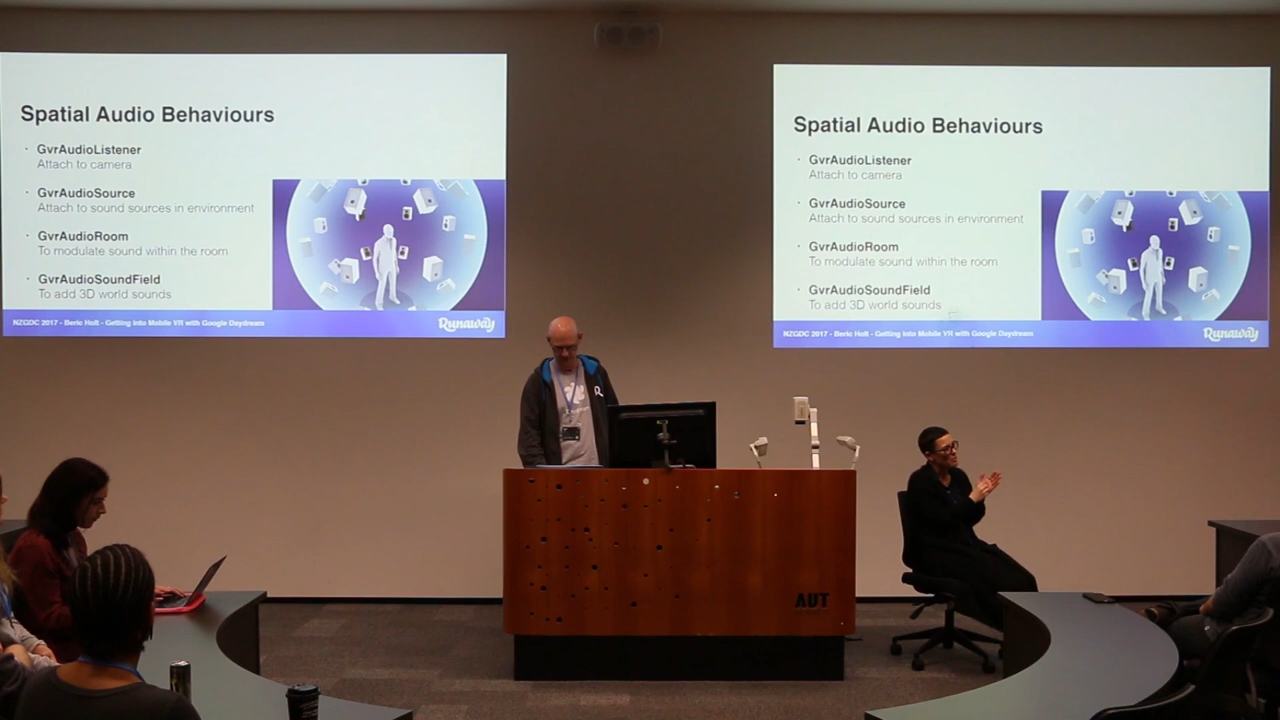 Spatial Audio Behaviours
· GvrAudioListener
Attach to camera
· GvrAudioSource
Attach to sound sources in environment
· GvrAudioRoom
To modulate sound within the room
· GvrAudioSoundField
To add 3D world sounds
NZGDC 2017 - Beric Holt - Getting into Mobile VR with Google Daydream
Runaway
Spatial Audio Behaviours
· GvrAudioListener
Attach to camera
· GvrAudioSource
Attach to sound sources in environment
· GvrAudioRoom
To modulate sound within the room
· GvrAudioSoundField
To add 3D world sounds
NZGDC 2017 - Beric Holt - Getting into Mobile VR with Google Daydream
Runaway
R
AUT